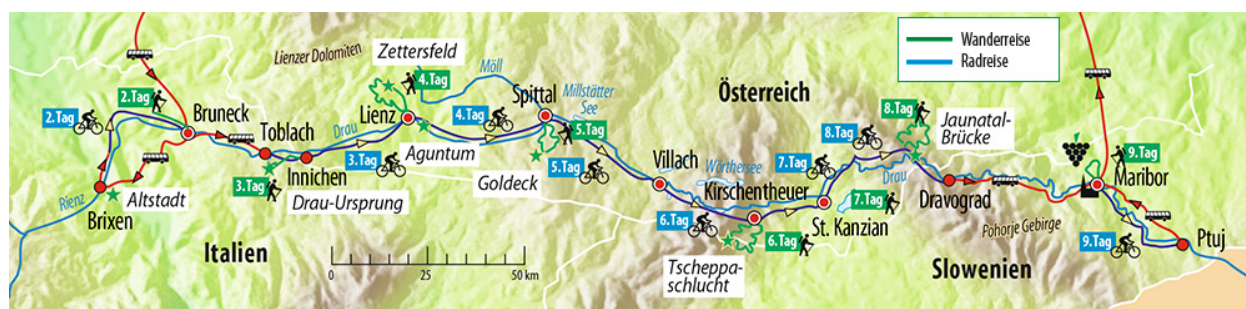 Wanderreise
Radreise
Zettersfeld
Lienzer Dolomiten
4.Tag
Möll
2.Tag
2.Tag
Bruneck
Toblach
Lienz
Drau
4.Tag
Spittal
Millstätter
See
Österreich
8.Tag
Jaunatal-
Brücke
5.Tag
8.Tag
Aguntum
3.Tag
Innichen
5.Tag
Goldeck
Villach
Wörthersee
7.Tag
Drau
9.Tag
Maribor
Rienz
Brixen
Altstadt
3.Tag
Drau-Ursprung
Kirschentheuer
6.Tag
St. Kanzian
7.Tag
Dravograd
Pohorje Gebirge
6.Tag
Tscheppa-
schlucht
Italien
0
25
50 km
Slowenien
9.Tag
Ptuj